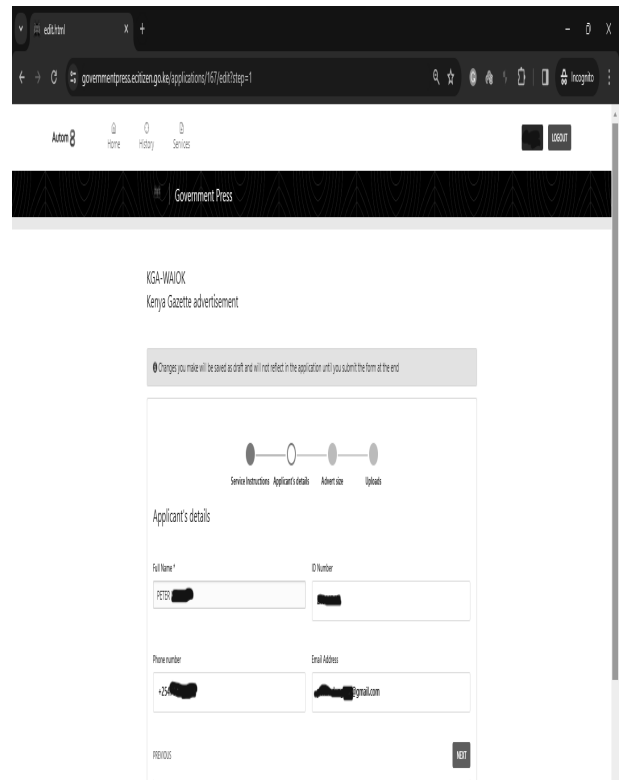 edit.html
governmentpress.ecitizen.go.ke/applications/167/edit?step=1
Incognito
Autom8
Home History Services
LOGOUT
Government Press
KGA-WAIOK
Kenya Gazette advertisement
Changes you make will be saved as draft and will not reflect in the application until you submit the form at the end
Service Instructions Applicant's details Advert size Uploads
Applicant's details
Full Name * ID Number
PETER
Phone number Email Address
+254 @gmail.com
PREVIOUS NEXT